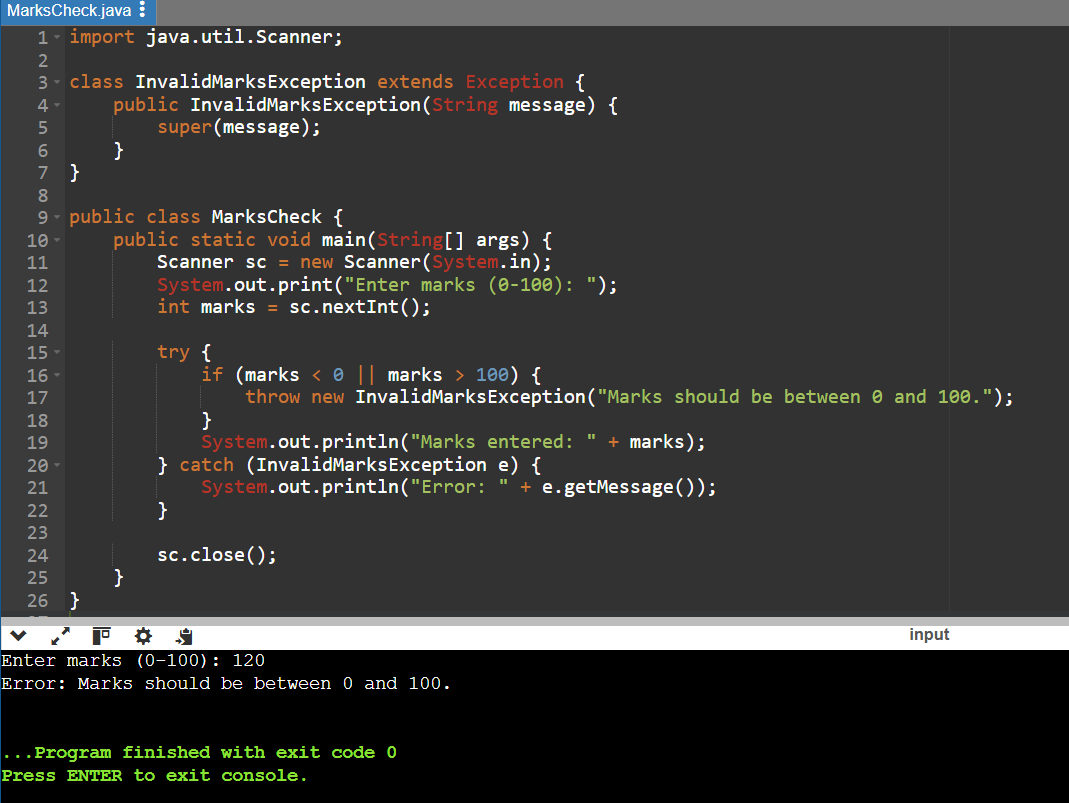 MarksCheck.java
1 import java.util.Scanner;
2
3 class InvalidMarksException extends Exception {
4     public InvalidMarksException(String message) {
5         super(message);
6     }
7 }
8
9 public class MarksCheck {
10     public static void main(String[] args) {
11         Scanner sc = new Scanner(System.in);
12         System.out.print("Enter marks (0-100): ");
13         int marks = sc.nextInt();
14
15         try {
16             if (marks < 0 || marks > 100) {
17                 throw new InvalidMarksException("Marks should be between 0 and 100.");
18             }
19             System.out.println("Marks entered: " + marks);
20         } catch (InvalidMarksException e) {
21             System.out.println("Error: " + e.getMessage());
22         }
23
24         sc.close();
25     }
26 }
input
Enter marks (0-100): 120
Error: Marks should be between 0 and 100.
...Program finished with exit code 0
Press ENTER to exit console.